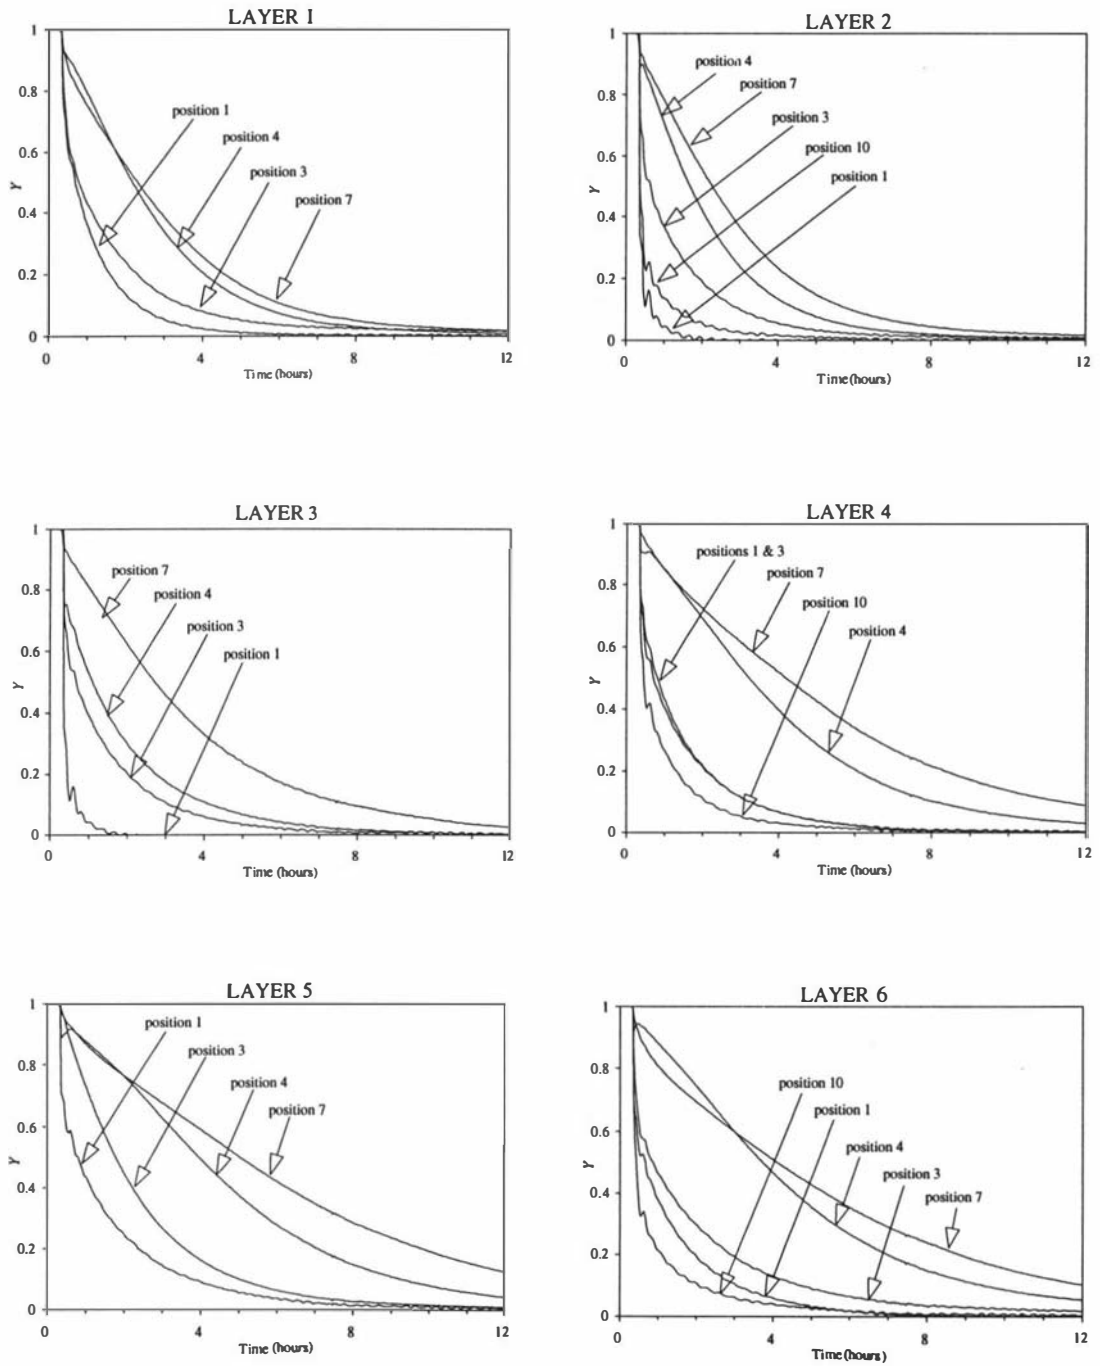 LAYER 1
1
0.8
0.6
0.4
0.2
0
Y
position 1
position 4
position 3
position 7
0
4
8
12
Time (hours)
LAYER 2
1
0.8
0.6
0.4
0.2
0
Y
position 4
position 7
position 3
position 10
position 1
0
4
8
12
Time (hours)
LAYER 3
1
0.8
0.6
0.4
0.2
0
Y
position 7
position 4
position 3
position 1
0
4
8
12
Time (hours)
LAYER 4
1
0.8
0.6
0.4
0.2
0
Y
positions 1 & 3
position 7
position 10
position 4
0
4
8
12
Time (hours)
LAYER 5
1
0.8
0.6
0.4
0.2
0
Y
position 1
position 3
position 4
position 7
0
4
8
12
Time (hours)
LAYER 6
1
0.8
0.6
0.4
0.2
0
Y
position 10
position 1
position 4
position 3
position 7
0
4
8
12
Time (hours)